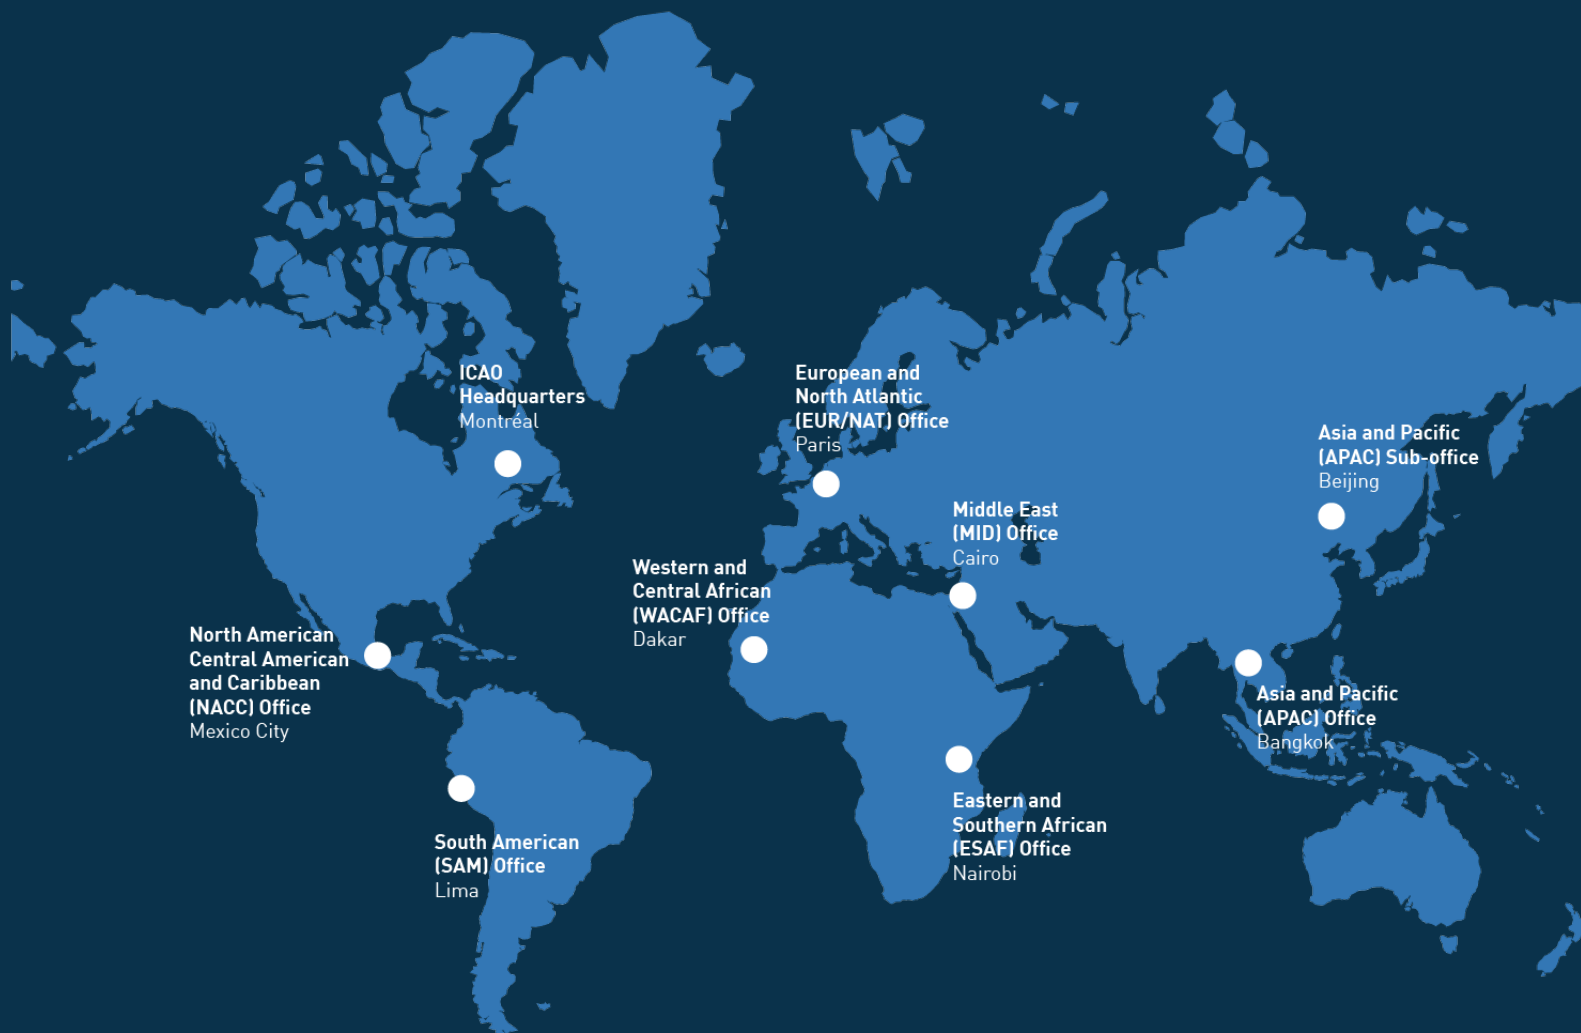 ICAO
Headquarters
Montréal
European and
North Atlantic
(EUR/NAT) Office
Paris
Asia and Pacific
(APAC) Sub-office
Beijing
Middle East
(MID) Office
Cairo
Western and
Central African
(WACAF) Office
Dakar
North American
Central American
and Caribbean
(NACC) Office
Mexico City
Asia and Pacific
(APAC) Office
Bangkok
Eastern and
Southern African
(ESAF) Office
Nairobi
South American
(SAM) Office
Lima